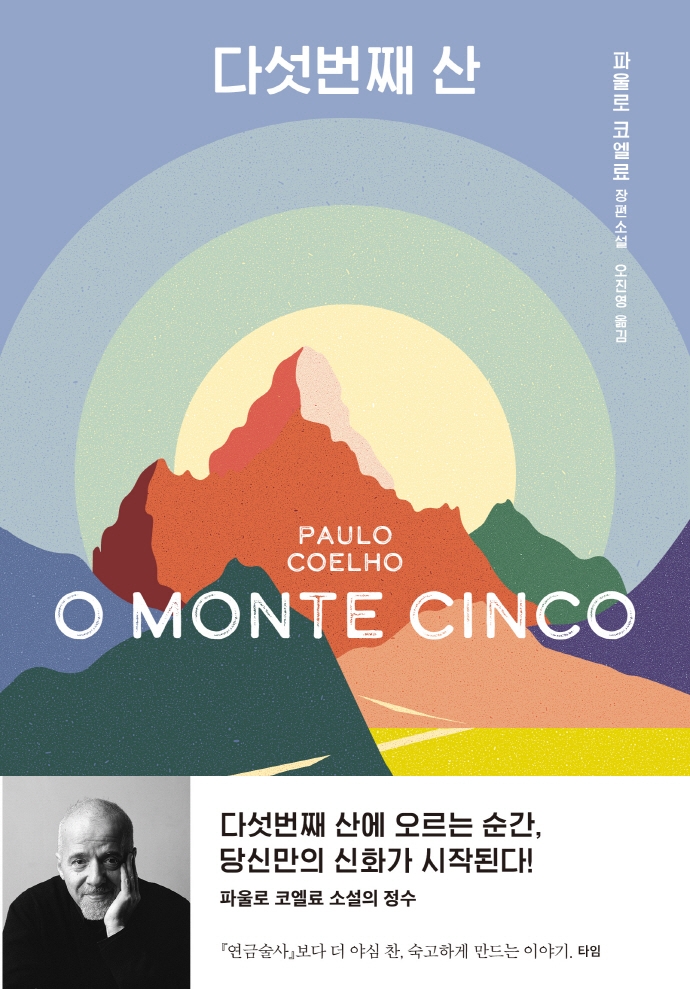 다섯번째 산
파울로 코엘료 장편소설 오진영 옮김
PAULO
COELHO
O MONTE CINCO
다섯번째 산에 오르는 순간,
당신만의 신화가 시작된다!
파울로 코엘료 소설의 정수
『연금술사』보다 더 야심 찬, 숙고하게 만드는 이야기. 타임